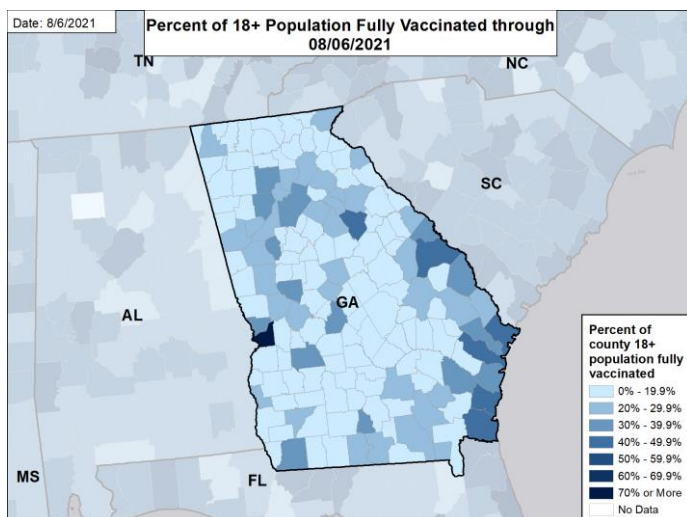 Date: 8/6/2021
Percent of 18+ Population Fully Vaccinated through
08/06/2021
TN
NC
SC
AL
GA
MS
FL
Percent of
county 18+
population fully
vaccinated
0% - 19.9%
20% - 29.9%
30% - 39.9%
40% - 49.9%
50% - 59.9%
60% - 69.9%
70% or More
No Data